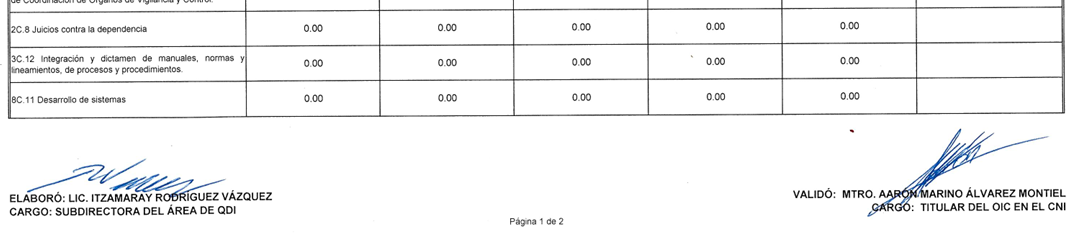 de Coordinación de Órganos de Vigilancia y Control.
2C.8 Juicios contra la dependencia 0.00 0.00 0.00 0.00 0.00
3C.12 Integración y dictamen de manuales, normas y
lineamientos, de procesos y procedimientos. 0.00 0.00 0.00 0.00 0.00
8C.11 Desarrollo de sistemas 0.00 0.00 0.00 0.00 0.00
ELABORÓ: LIC. ITZAMARAY RODRÍGUEZ VÁZQUEZ
CARGO: SUBDIRECTORA DEL ÁREA DE QDI
VALIDÓ: MTRO. AARÓN MARINO ÁLVAREZ MONTIEL
CARGO: TITULAR DEL OIC EN EL CNI
Página 1 de 2